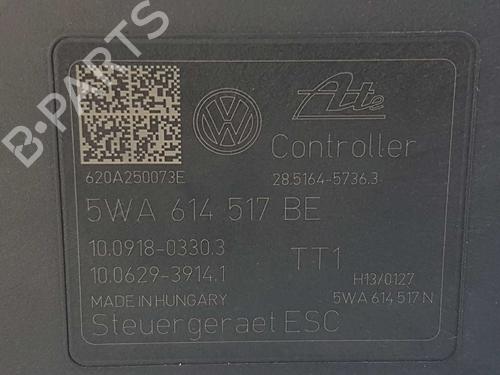 B-PARTS
Ate
Controller
620A250073E
28.5164-5736.3
5WA 614 517 BE
10.0918-0330.3
TT1
10.0629-3914.1
H13/0127
MADE IN HUNGARY
5WA 614 517 N
Steuergeraet ESC